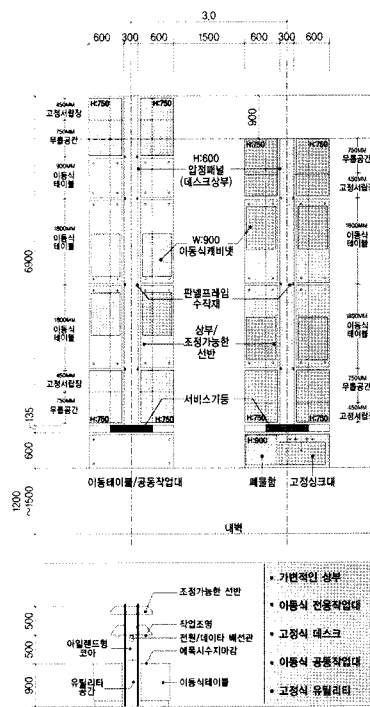 3.0
600 300 600 1500 600 300 600
900
H:750 H:750 H:750 H:750
450MM
고정서랍장
750MM
무릎공간
900MM
이동식
테이블
1800MM
이동식
테이블
1800MM
이동식
테이블
450MM
고정서랍장
750MM
무릎공간
6900
135
600
1200
~1500
H:600
입점패널
(데스크상부)
W:900
이동식캐비넷
판넬프레임
수직재
상부/
조정가능한
선반
서비스기둥
750MM
무릎공간
450MM
고정서랍장
1800MM
이동식
테이블
1800MM
이동식
테이블
750MM
무릎공간
450MM
고정서랍장
H:750 H:750 H:750 H:750
H:900
이동테이블/공동작업대 폐물함 고정싱크대
내벽
조정가능한 선반
작업조명
전원/데이타 배선관
에폭시수지마감
아일랜드형
코아
유틸리티
공간
이동식테이블
500
600
900
가변적인 상부
이동식 전용작업대
고정식 데스크
이동식 공동작업대
고정식 유틸리티